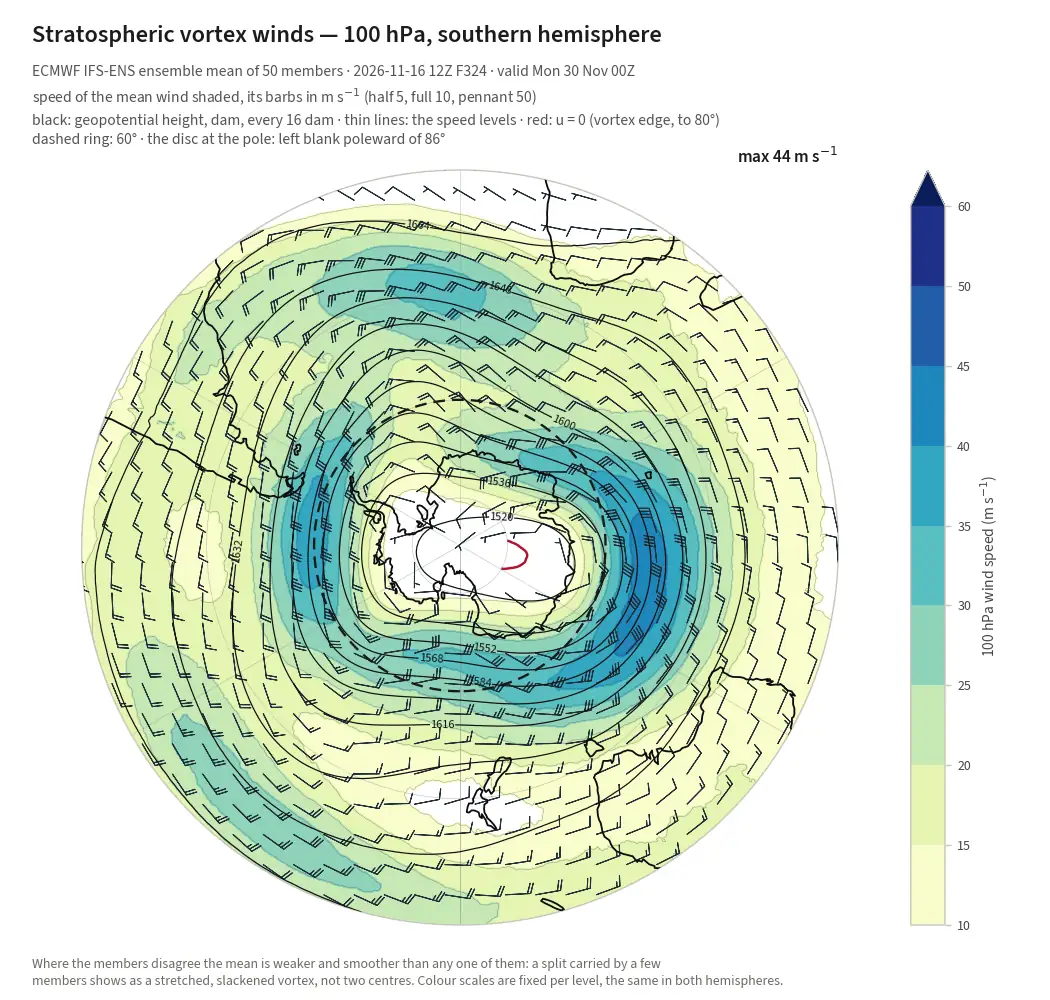 Stratospheric vortex winds — 100 hPa, southern hemisphere
ECMWF IFS-ENS ensemble mean of 50 members · 2026-11-16 12Z F324 · valid Mon 30 Nov 00Z
speed of the mean wind shaded, its barbs in m s⁻¹ (half 5, full 10, pennant 50)
black: geopotential height, dam, every 16 dam · thin lines: the speed levels · red: u = 0 (vortex edge, to 80°)
dashed ring: 60° · the disc at the pole: left blank poleward of 86°
max 44 m s⁻¹
1664
1648
1600
1536
1520
1632
1552
1568
1584
1616
60
50
45
40
35
30
25
20
15
10
100 hPa wind speed (m s⁻¹)
Where the members disagree the mean is weaker and smoother than any one of them: a split carried by a few
members shows as a stretched, slackened vortex, not two centres. Colour scales are fixed per level, the same in both hemispheres.